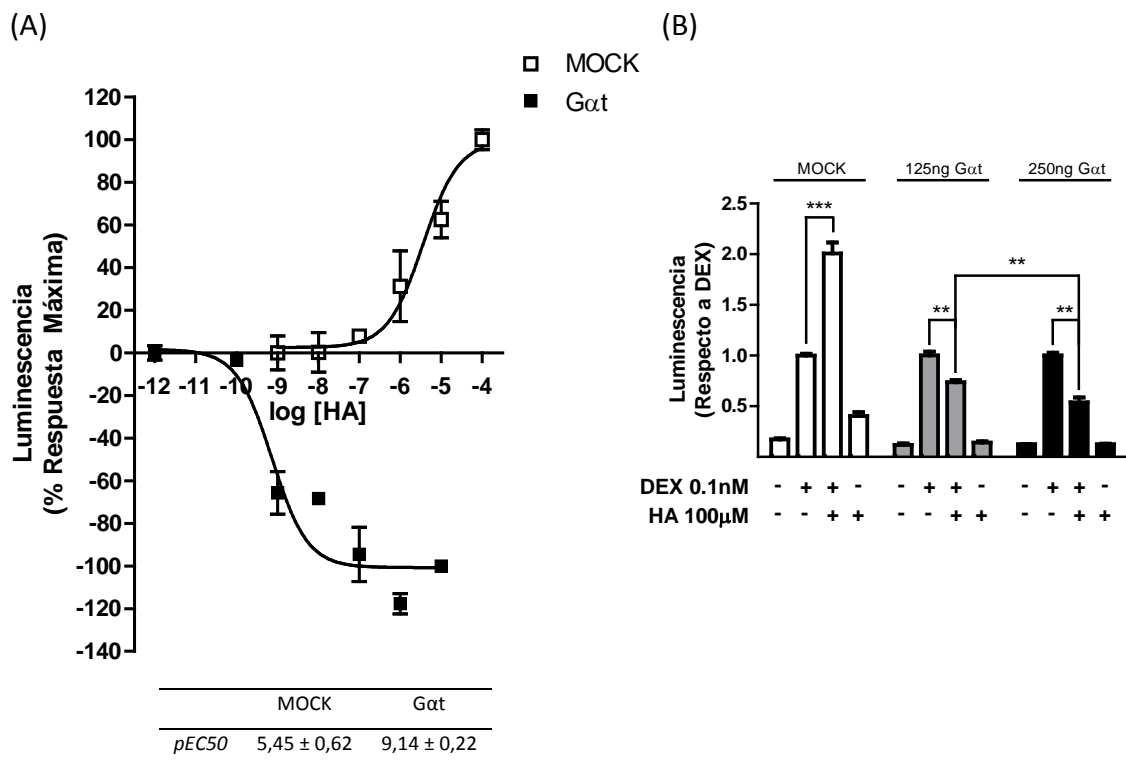 (A)
(B)
MOCK
Gαt
120
100
80
60
40
20
0
-20
-40
-60
-80
-100
-120
-140
Luminescencia
(% Respuesta Máxima)
-12 -11 -10 -9 -8 -7 -6 -5 -4
log [HA]
MOCK Gαt
pEC50 5,45 ± 0,62 9,14 ± 0,22
MOCK 125ng Gαt 250ng Gαt
2.5
2.0
1.5
1.0
0.5
Luminescencia
(Respecto a DEX)
***
**
**
**
DEX 0.1nM - + + - - + + - - + + -
HA 100µM - - + + - - + + - - + +